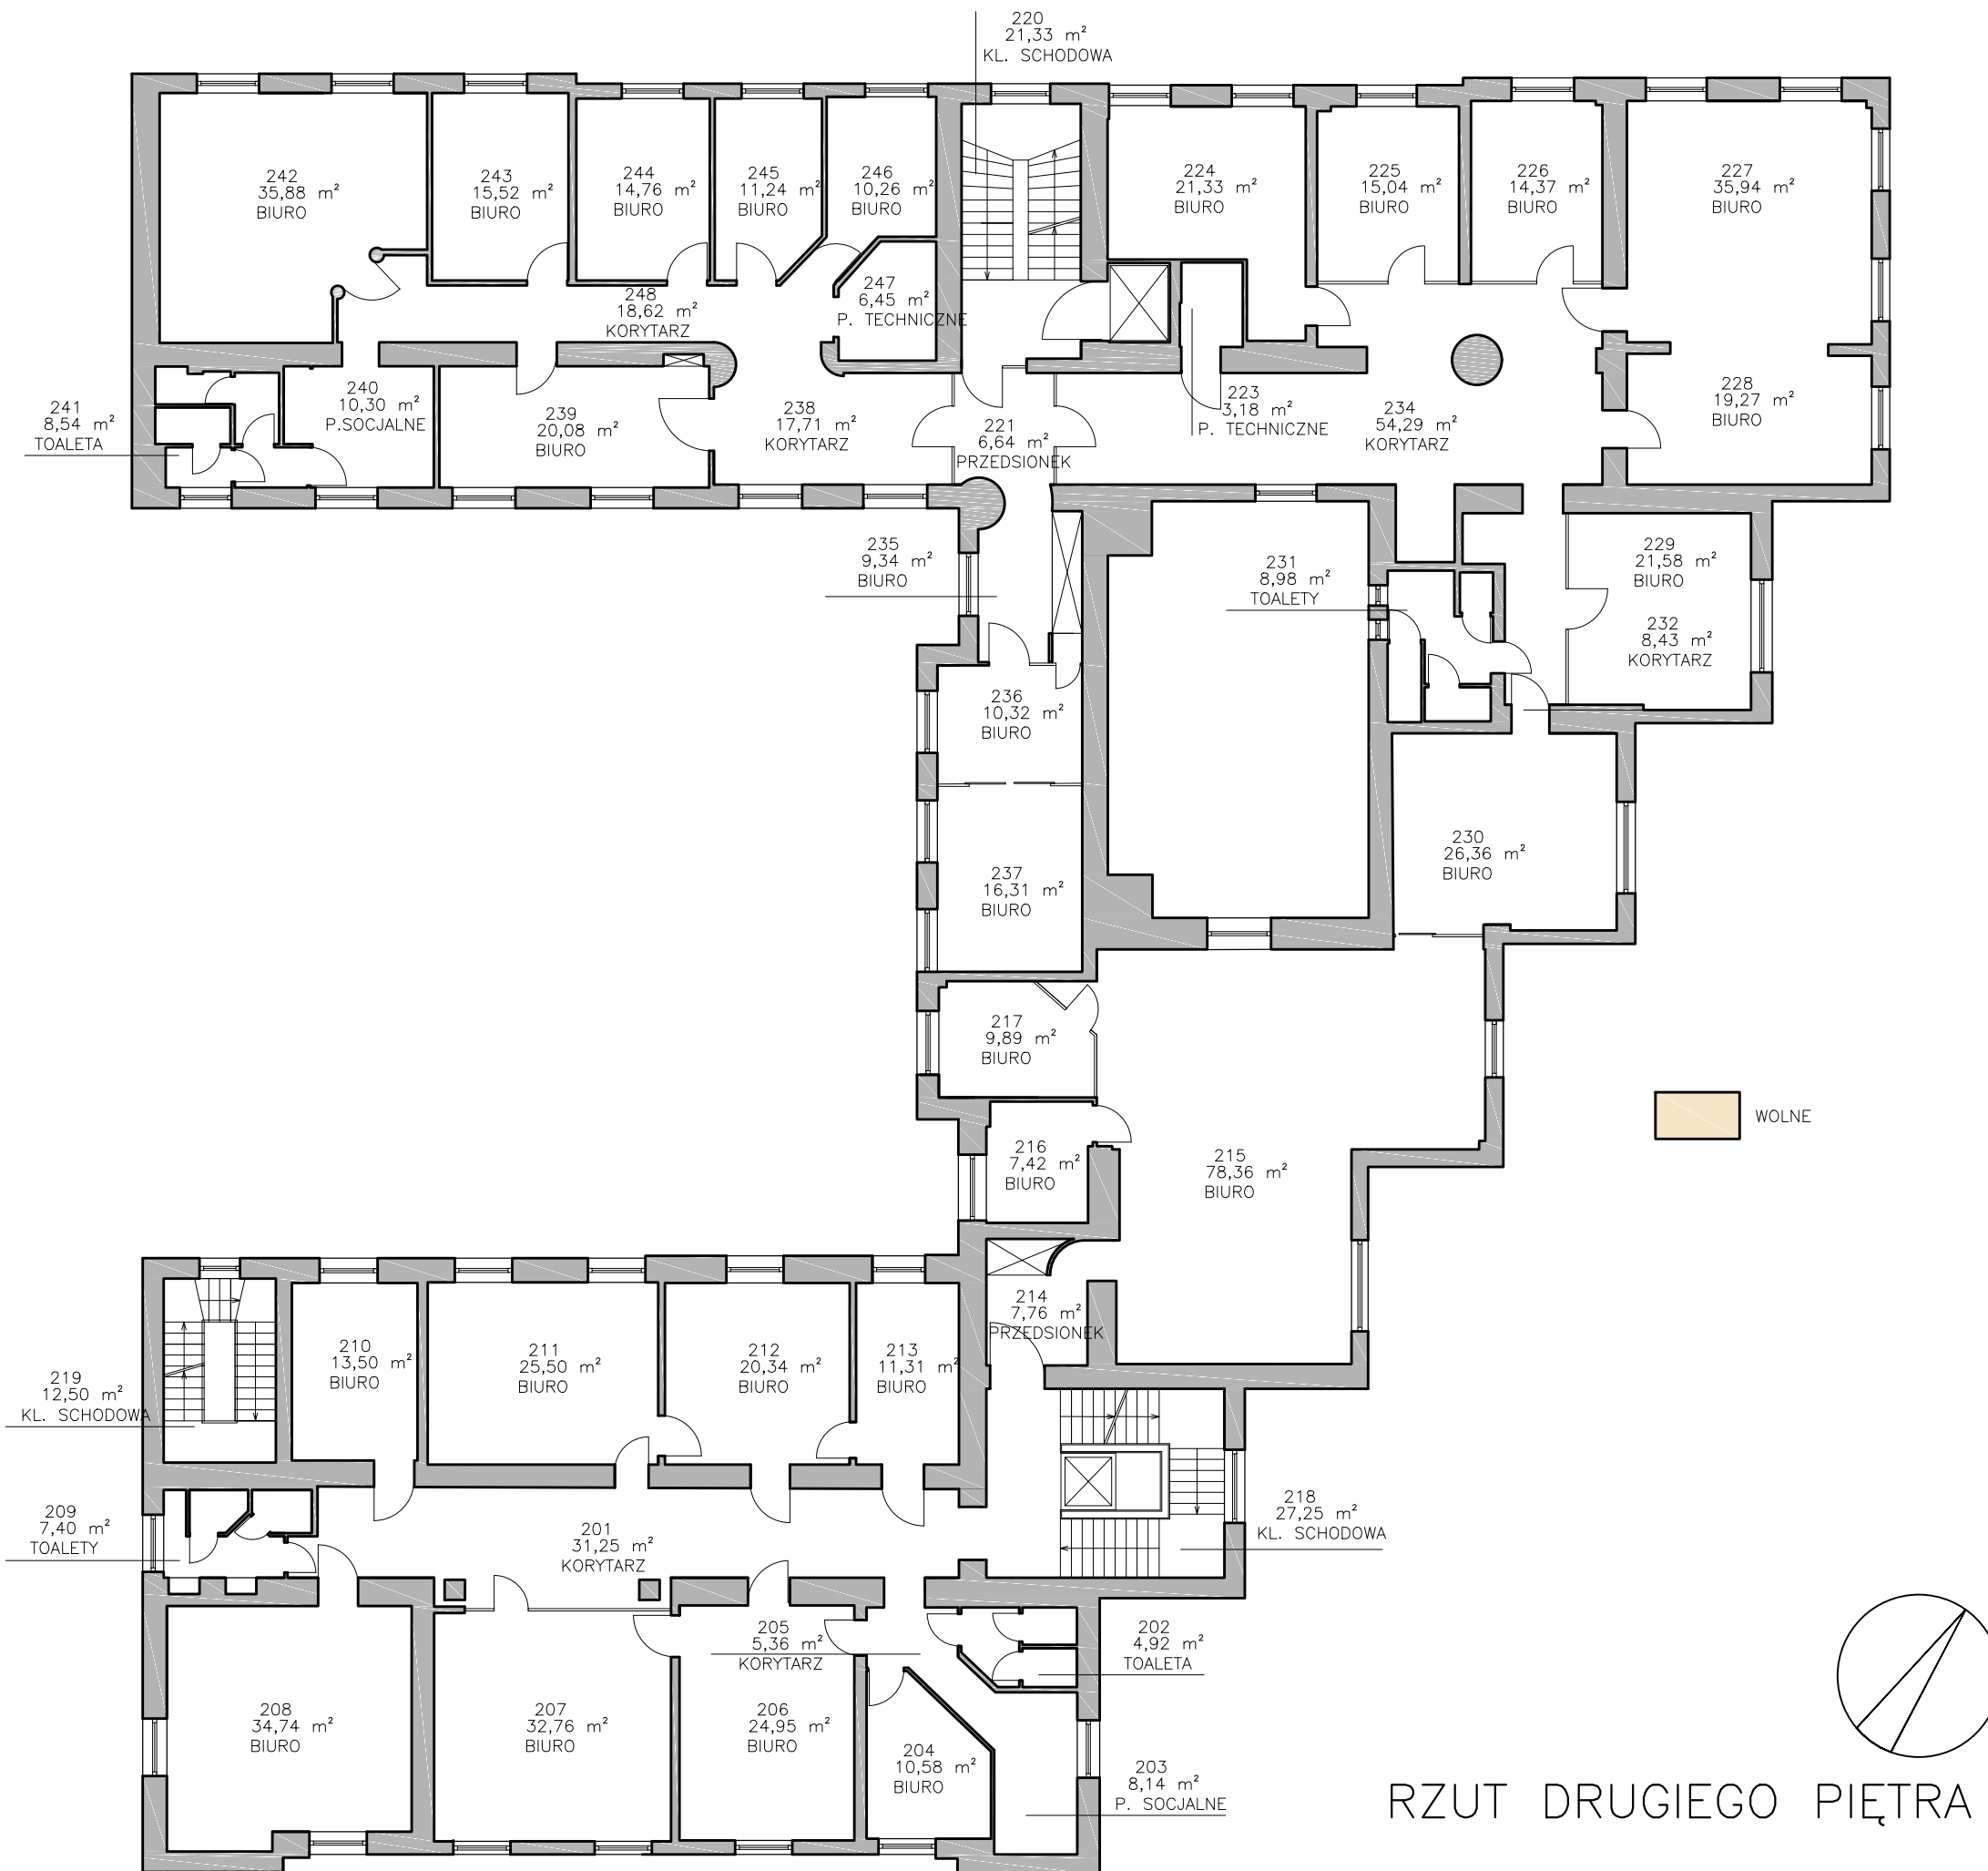 220
21,33 m²
KL. SCHODOWA
242
35,88 m²
BIURO
243
15,52 m²
BIURO
244
14,76 m²
BIURO
245
11,24 m²
BIURO
246
10,26 m²
BIURO
224
21,33 m²
BIURO
225
15,04 m²
BIURO
226
14,37 m²
BIURO
227
35,94 m²
BIURO
247
6,45 m²
P. TECHNICZNE
248
18,62 m²
KORYTARZ
241
8,54 m²
TOALETA
240
10,30 m²
P.SOCJALNE
239
20,08 m²
BIURO
238
17,71 m²
KORYTARZ
221
6,64 m²
PRZEDSIONEK
223
3,18 m²
P. TECHNICZNE
234
54,29 m²
KORYTARZ
228
19,27 m²
BIURO
235
9,34 m²
BIURO
231
8,98 m²
TOALETY
229
21,58 m²
BIURO
232
8,43 m²
KORYTARZ
236
10,32 m²
BIURO
237
16,31 m²
BIURO
230
26,36 m²
BIURO
217
9,89 m²
BIURO
WOLNE
216
7,42 m²
BIURO
215
78,36 m²
BIURO
214
7,76 m²
PRZEDSIONEK
210
13,50 m²
BIURO
211
25,50 m²
BIURO
212
20,34 m²
BIURO
213
11,31 m²
BIURO
219
12,50 m²
KL. SCHODOWA
209
7,40 m²
TOALETY
201
31,25 m²
KORYTARZ
218
27,25 m²
KL. SCHODOWA
205
5,36 m²
KORYTARZ
202
4,92 m²
TOALETA
208
34,74 m²
BIURO
207
32,76 m²
BIURO
206
24,95 m²
BIURO
204
10,58 m²
BIURO
203
8,14 m²
P. SOCJALNE
RZUT DRUGIEGO PIĘTRA